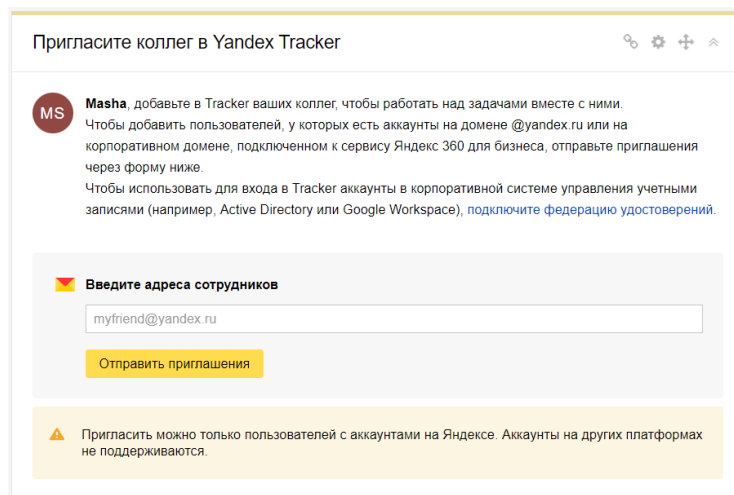 Пригласите коллег в Yandex Tracker
MS
Masha, добавьте в Tracker ваших коллег, чтобы работать над задачами вместе с ними.
Чтобы добавить пользователей, у которых есть аккаунты на домене @yandex.ru или на
корпоративном домене, подключенном к сервису Яндекс 360 для бизнеса, отправьте приглашения
через форму ниже.
Чтобы использовать для входа в Tracker аккаунты в корпоративной системе управления учетными
записями (например, Active Directory или Google Workspace), подключите федерацию удостоверений.
Введите адреса сотрудников
myfriend@yandex.ru
Отправить приглашения
Пригласить можно только пользователей с аккаунтами на Яндексе. Аккаунты на других платформах
не поддерживаются.